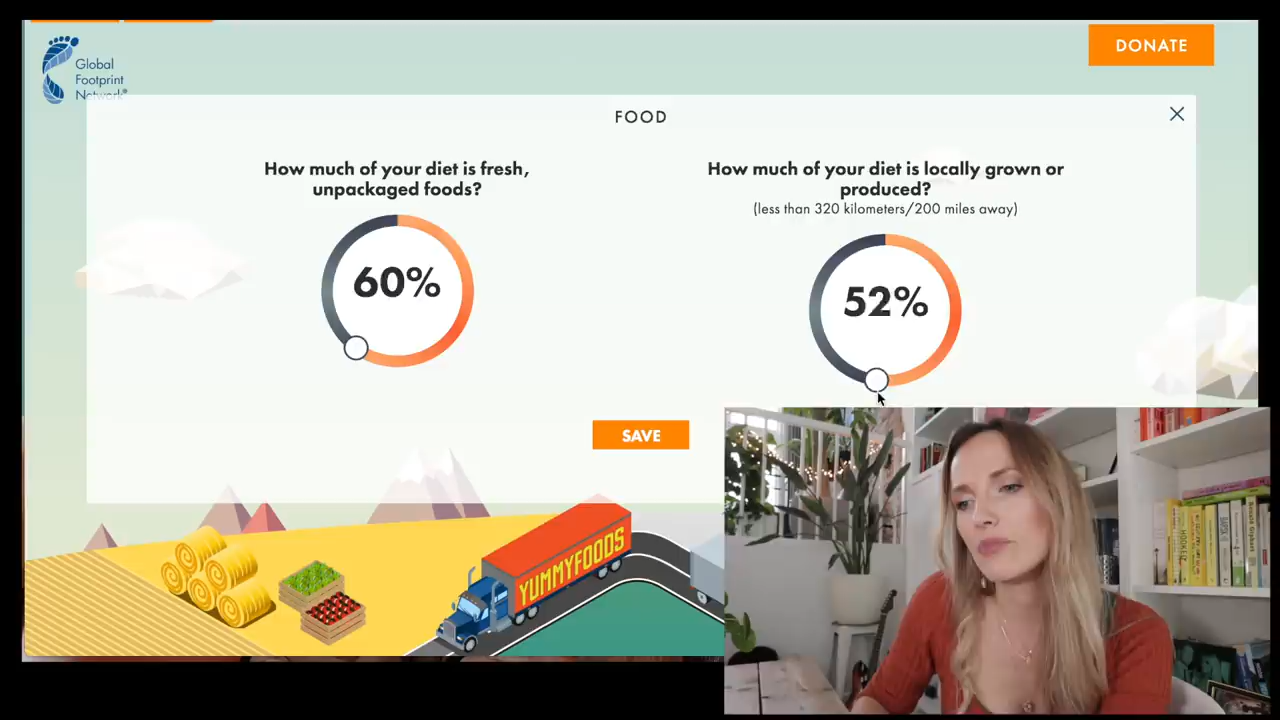 Global
Footprint
Network®
DONATE
FOOD
How much of your diet is fresh,
unpackaged foods?
60%
How much of your diet is locally grown or
produced?
(less than 320 kilometers/200 miles away)
52%
SAVE
YUMMYFOODS